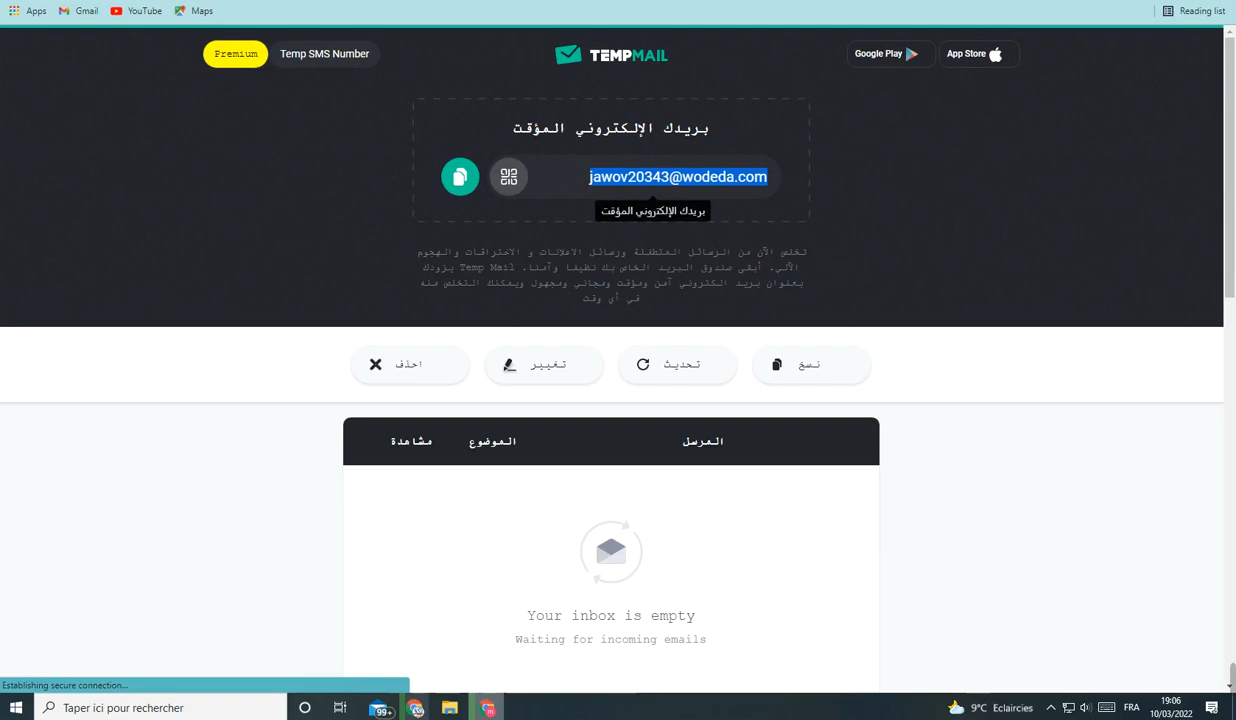 Apps Gmail YouTube Maps Reading list
Premium Temp SMS Number TEMPMAIL Google Play App Store
بريدك الإلكتروني المؤقت
jawov20343@wodeda.com
بريدك الإلكتروني المؤقت
تخلص الآن من الرسائل المتطفلة ورسائل الاعلانات و الاختراقات والهجوم
الآلي. أبقى صندوق البريد الخاص بك نظيفا وآمنا. Temp Mail يزودك
بعنوان بريد الكتروني آمن ومؤقت ومجاني ومجهول ويمكنك التخلص منه
في أي وقت
نسخ تحديث تغيير احذف
المرسل الموضوع مشاهدة
Your inbox is empty
Waiting for incoming emails
Establishing secure connection...
Taper ici pour rechercher 99+ 9°C Eclaircies FRA 19:06
10/03/2022